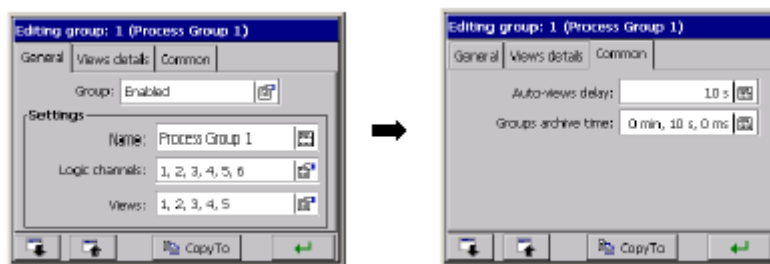 Editing group: 1 (Process Group 1)
General Views details Common
Group: Enabled
Settings
Name: Process Group 1
Logic channels: 1, 2, 3, 4, 5, 6
Views: 1, 2, 3, 4, 5
CopyTo
Editing group: 1 (Process Group 1)
General Views details Common
Auto-views delay: 10 s
Groups archive time: 0 min, 10 s, 0 ms
CopyTo